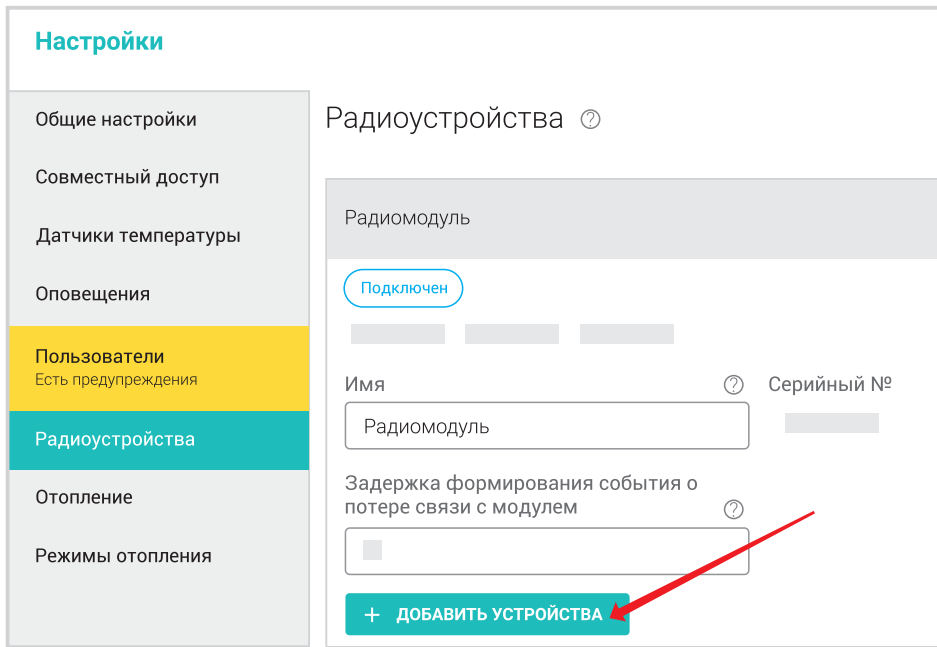 Настройки
Общие настройки
Совместный доступ
Датчики температуры
Оповещения
Пользователи
Есть предупреждения
Радиоустройства
Отопление
Режимы отопления
Радиоустройства ?
Радиомодуль
Подключен
Имя ? Серийный №
Радиомодуль
Задержка формирования события о
потере связи с модулем ?
+ ДОБАВИТЬ УСТРОЙСТВА